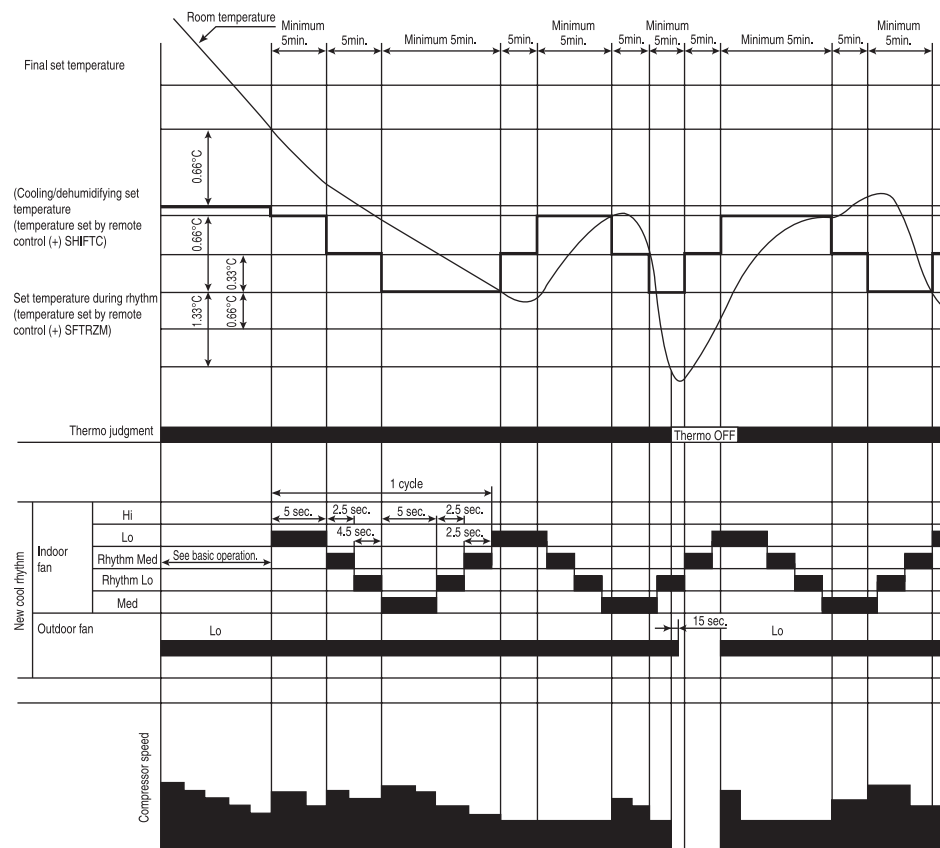 Room temperature
Minimum
5min.
5min.
Minimum 5min.
5min.
Minimum
5min.
5min.
Minimum
5min.
5min.
Minimum 5min.
5min.
Minimum
5min.
Final set temperature
0.66°C
(Cooling/dehumidifying set
temperature
(temperature set by remote
control (+) SHIFTC)
0.66°C
0.33°C
Set temperature during rhythm
(temperature set by remote
control (+) SFTRZM)
1.33°C
0.66°C
Thermo judgment
Thermo OFF
1 cycle
New cool rhythm
Indoor
fan
Hi
5 sec.
2.5 sec.
5 sec.
2.5 sec.
Lo
4.5 sec.
2.5 sec.
Rhythm Med
See basic operation.
Rhythm Lo
Med
Outdoor fan
Lo
15 sec.
Lo
Compressor speed